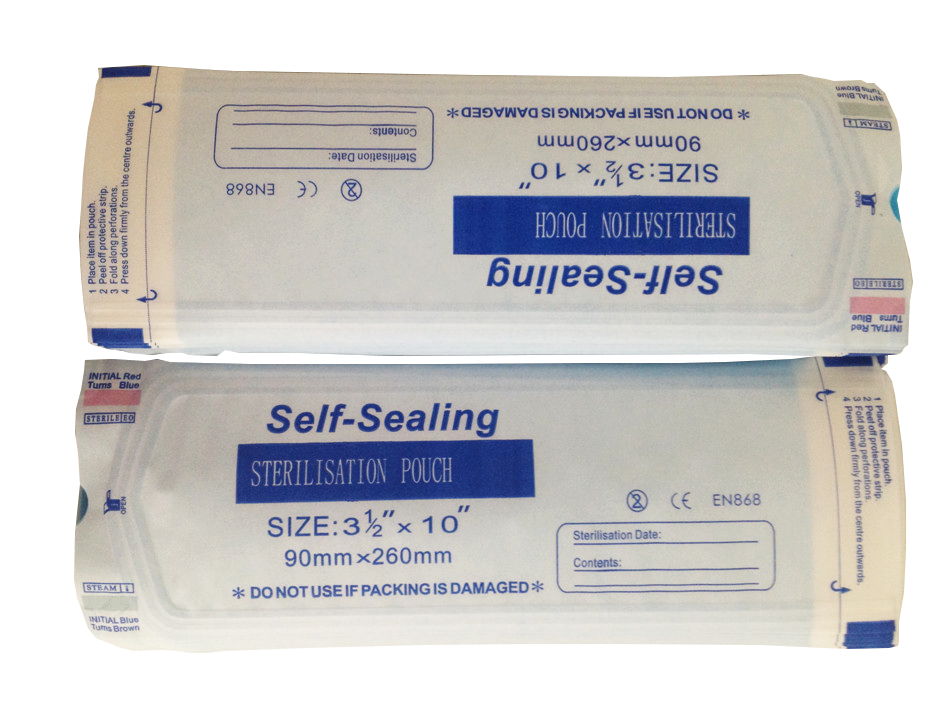 1 Place item in pouch.
2 Peel off protective strip.
3 Fold along perforations.
4 Press down firmly from the centre outwards.
Self-Sealing
STERILISATION POUCH
SIZE:3½"×10"
90mm×260mm
*DO NOT USE IF PACKING IS DAMAGED*
EN868
Sterilisation Date:
Contents:
INITIAL Red
Turns Blue
STERILE EO
OPEN
STEAM
INITIAL Blue
Turns Brown
INITIAL Red
Turns Blue
STERILE EO
OPEN
STEAM
INITIAL Blue
Turns Brown
Self-Sealing
STERILISATION POUCH
SIZE:3½"×10"
90mm×260mm
*DO NOT USE IF PACKING IS DAMAGED*
CE EN868
Sterilisation Date:
Contents:
1 Place item in pouch.
2 Peel off protective strip.
3 Fold along perforations.
4 Press down firmly from the centre outwards.